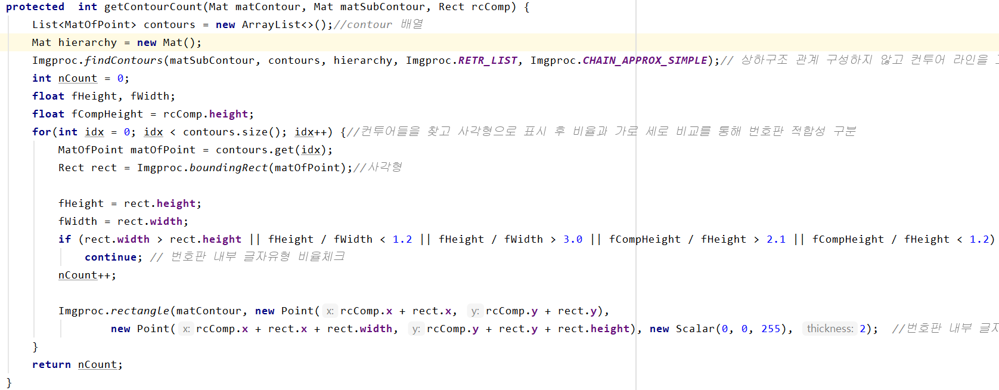 protected  int getContourCount(Mat matContour, Mat matSubContour, Rect rcComp) {
    List<MatOfPoint> contours = new ArrayList<>();//contour 배열
    Mat hierarchy = new Mat();
    Imgproc.findContours(matSubContour, contours, hierarchy, Imgproc.RETR_LIST, Imgproc.CHAIN_APPROX_SIMPLE);// 상하구조 관계 구성하지 않고 컨투어 라인을
    int nCount = 0;
    float fHeight, fWidth;
    float fCompHeight = rcComp.height;
    for(int idx = 0; idx < contours.size(); idx++) {//컨투어들을 찾고 사각형으로 표시 후 비율과 가로 세로 비교를 통해 번호판 적합성 구분
        MatOfPoint matOfPoint = contours.get(idx);
        Rect rect = Imgproc.boundingRect(matOfPoint);//사각형
        fHeight = rect.height;
        fWidth = rect.width;
        if (rect.width > rect.height || fHeight / fWidth < 1.2 || fHeight / fWidth > 3.0 || fCompHeight / fHeight > 2.1 || fCompHeight / fHeight < 1.2)
            continue; // 번호판 내부 글자유형 비율체크
        nCount++;
        Imgproc.rectangle(matContour, new Point( x: rcComp.x + rect.x, y: rcComp.y + rect.y),
                new Point( x: rcComp.x + rect.x + rect.width, y: rcComp.y + rect.y + rect.height), new Scalar(0, 0, 255), thickness: 2);  //번호판 내부
    }
    return nCount;
}